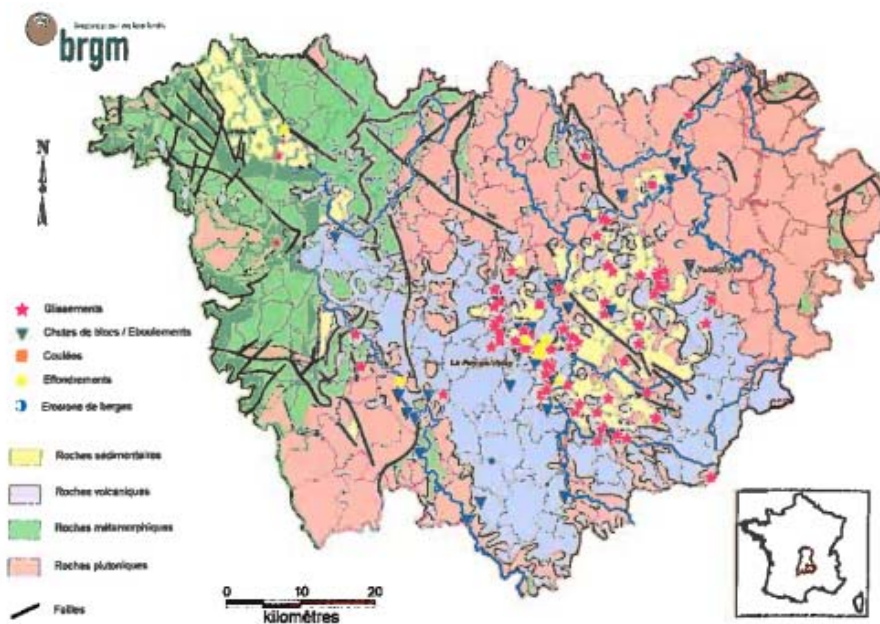 brgm
N
Glissements
Chutes de blocs / Eboulements
Coulées
Effondrements
Erosions de berges
Roches sédimentaires
Roches volcaniques
Roches métamorphiques
Roches plutoniques
Failles
0 10 20
kilomètres